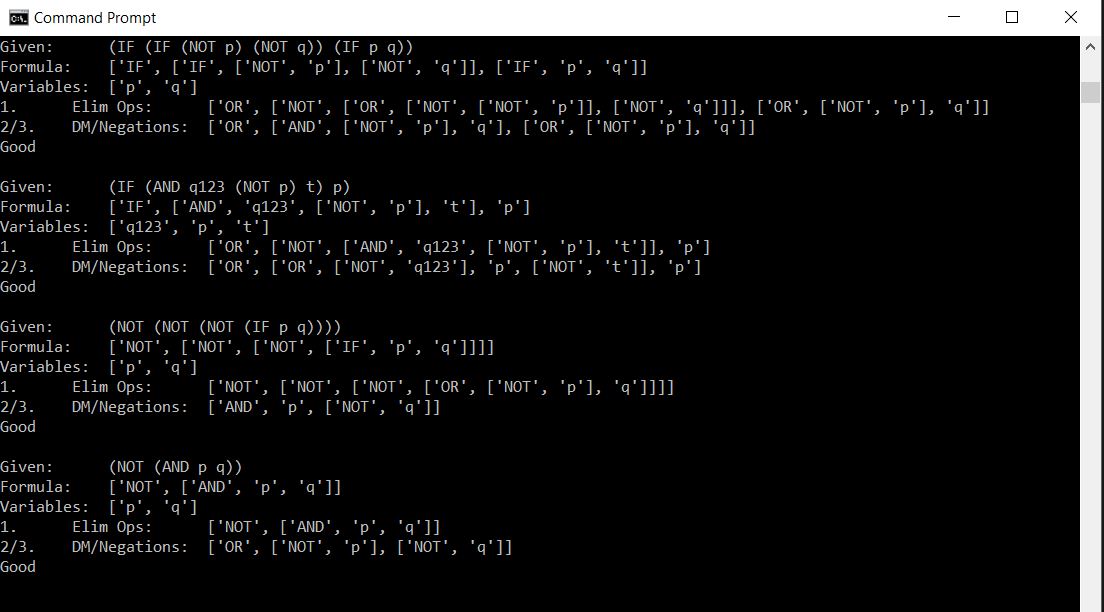 Command Prompt
Given:      (IF (IF (NOT p) (NOT q)) (IF p q))
Formula:    ['IF', ['IF', ['NOT', 'p'], ['NOT', 'q']], ['IF', 'p', 'q']]
Variables:  ['p', 'q']
1.      Elim Ops:      ['OR', ['NOT', ['OR', ['NOT', ['NOT', 'p']], ['NOT', 'q']]], ['OR', ['NOT', 'p'], 'q']]
2/3.    DM/Negations:  ['OR', ['AND', ['NOT', 'p'], 'q'], ['OR', ['NOT', 'p'], 'q']]
Good
Given:      (IF (AND q123 (NOT p) t) p)
Formula:    ['IF', ['AND', 'q123', ['NOT', 'p'], 't'], 'p']
Variables:  ['q123', 'p', 't']
1.      Elim Ops:      ['OR', ['NOT', ['AND', 'q123', ['NOT', 'p'], 't']], 'p']
2/3.    DM/Negations:  ['OR', ['OR', ['NOT', 'q123'], 'p', ['NOT', 't']], 'p']
Good
Given:      (NOT (NOT (NOT (IF p q))))
Formula:    ['NOT', ['NOT', ['NOT', ['IF', 'p', 'q']]]]
Variables:  ['p', 'q']
1.      Elim Ops:      ['NOT', ['NOT', ['NOT', ['OR', ['NOT', 'p'], 'q']]]]
2/3.    DM/Negations:  ['AND', 'p', ['NOT', 'q']]
Good
Given:      (NOT (AND p q))
Formula:    ['NOT', ['AND', 'p', 'q']]
Variables:  ['p', 'q']
1.      Elim Ops:      ['NOT', ['AND', 'p', 'q']]
2/3.    DM/Negations:  ['OR', ['NOT', 'p'], ['NOT', 'q']]
Good